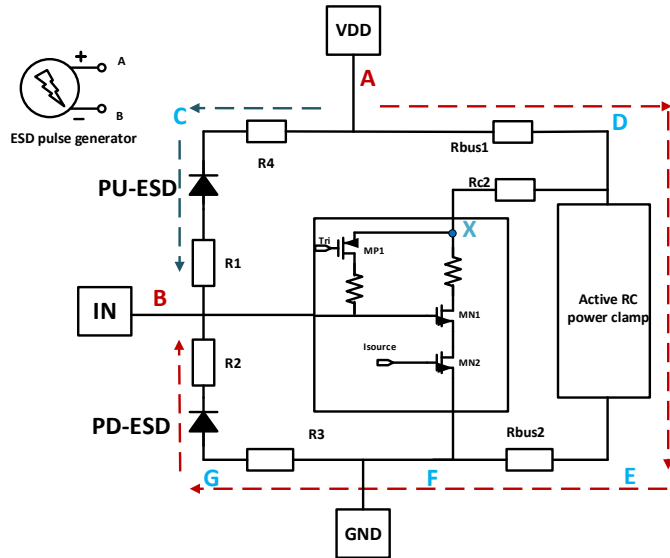 VDD
+
A
A
B
−
ESD pulse generator
C
D
R4
Rbus1
PU-ESD
Rc2
X
Tri
MP1
R1
Active RC
power clamp
B
IN
MN1
R2
Isource
MN2
PD-ESD
R3
Rbus2
G
F
E
GND